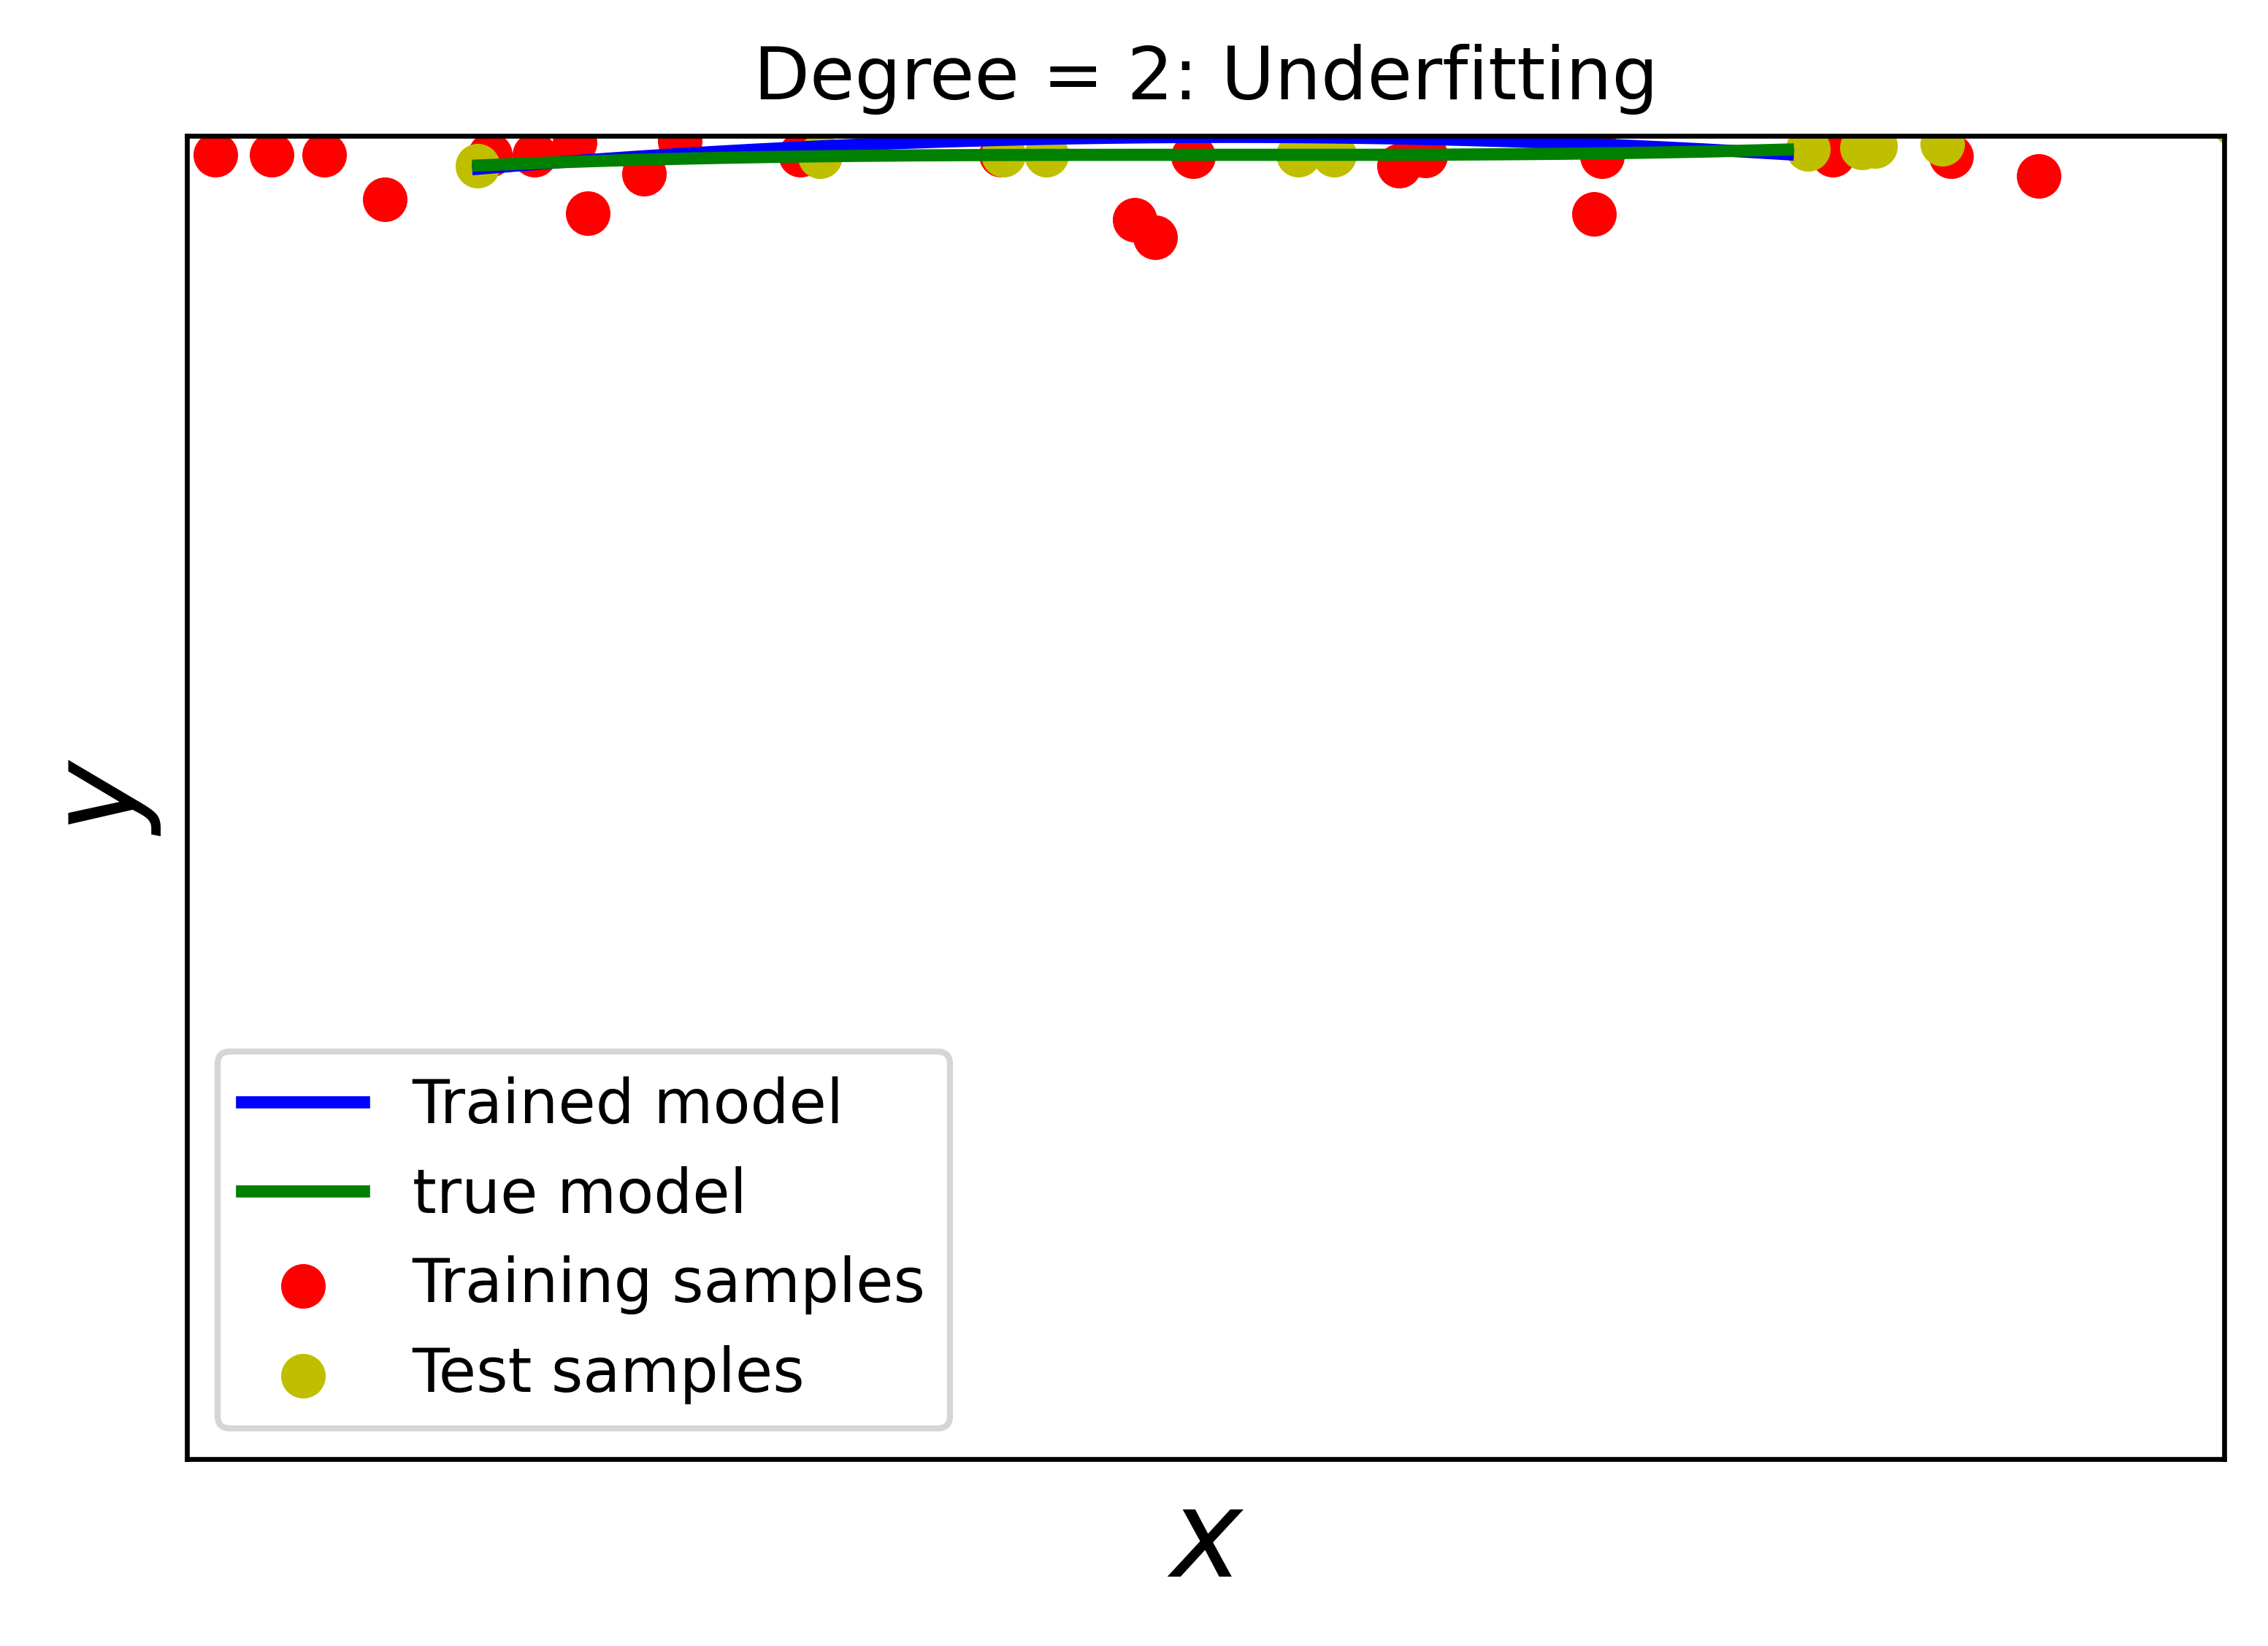 Degree = 2: Underfitting
y
Trained model
true model
Training samples
Test samples
x